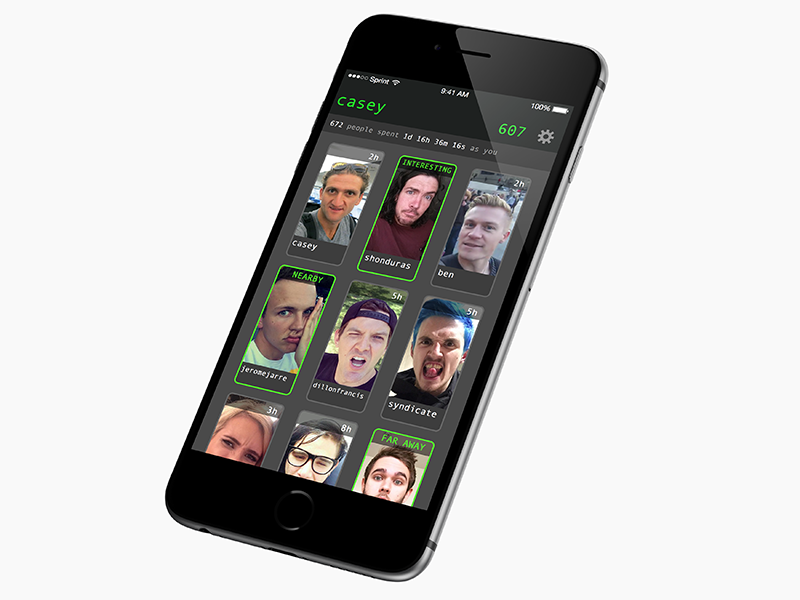 Sprint 9:41 AM 100%
casey 607
672 people spent 1d 16h 36m 16s as you
2h INTERESTING 2h
casey shonduras ben
NEARBY 5h 5h
jeromejarre dillonfrancis syndicate
3h 8h FAR AWAY